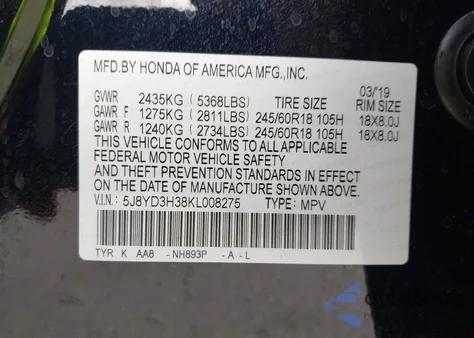 MFD.BY HONDA OF AMERICA MFG.,INC.
03/'19
GVWR 2435KG (5368LBS) TIRE SIZE RIM SIZE
GAWR F 1275KG (2811LBS) 245/60R18 105H 18X8.0J
GAWR R 1240KG (2734LBS) 245/60R18 105H 18X8.0J
THIS VEHICLE CONFORMS TO ALL APPLICABLE
FEDERAL MOTOR VEHICLE SAFETY
AND THEFT PREVENTION STANDARDS IN
EFFECT ON THE DATE OF MANUFACTURE SHOWN ABOVE.
V.I.N.: 5J8YD3H38KL008275 TYPE: MPV
TYR K AA8 -NH893P -A-L